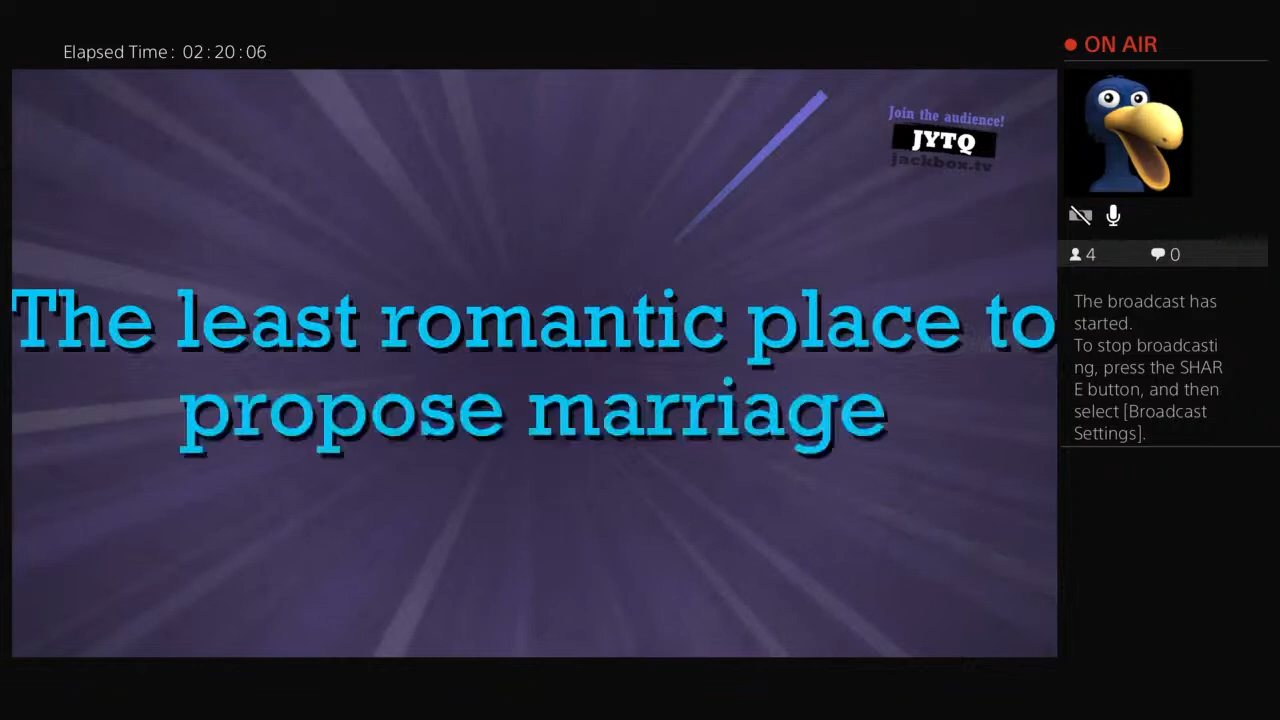 Elapsed Time: 02:20:06
ON AIR
Join the audience!
JYTQ
jackbox.tv
The least romantic place to
propose marriage
4
0
The broadcast has
started.
To stop broadcasti
ng, press the SHAR
E button, and then
select [Broadcast
Settings].